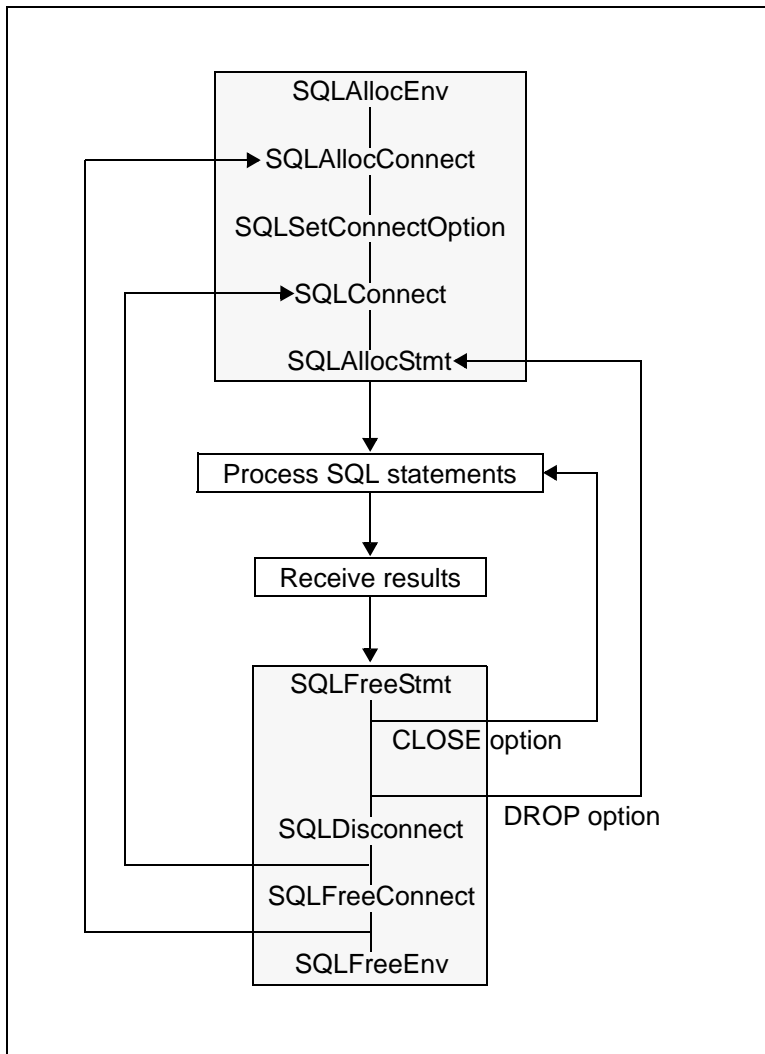 SQLAllocEnv
SQLAllocConnect
SQLSetConnectOption
SQLConnect
SQLAllocStmt
Process SQL statements
Receive results
SQLFreeStmt
CLOSE option
DROP option
SQLDisconnect
SQLFreeConnect
SQLFreeEnv